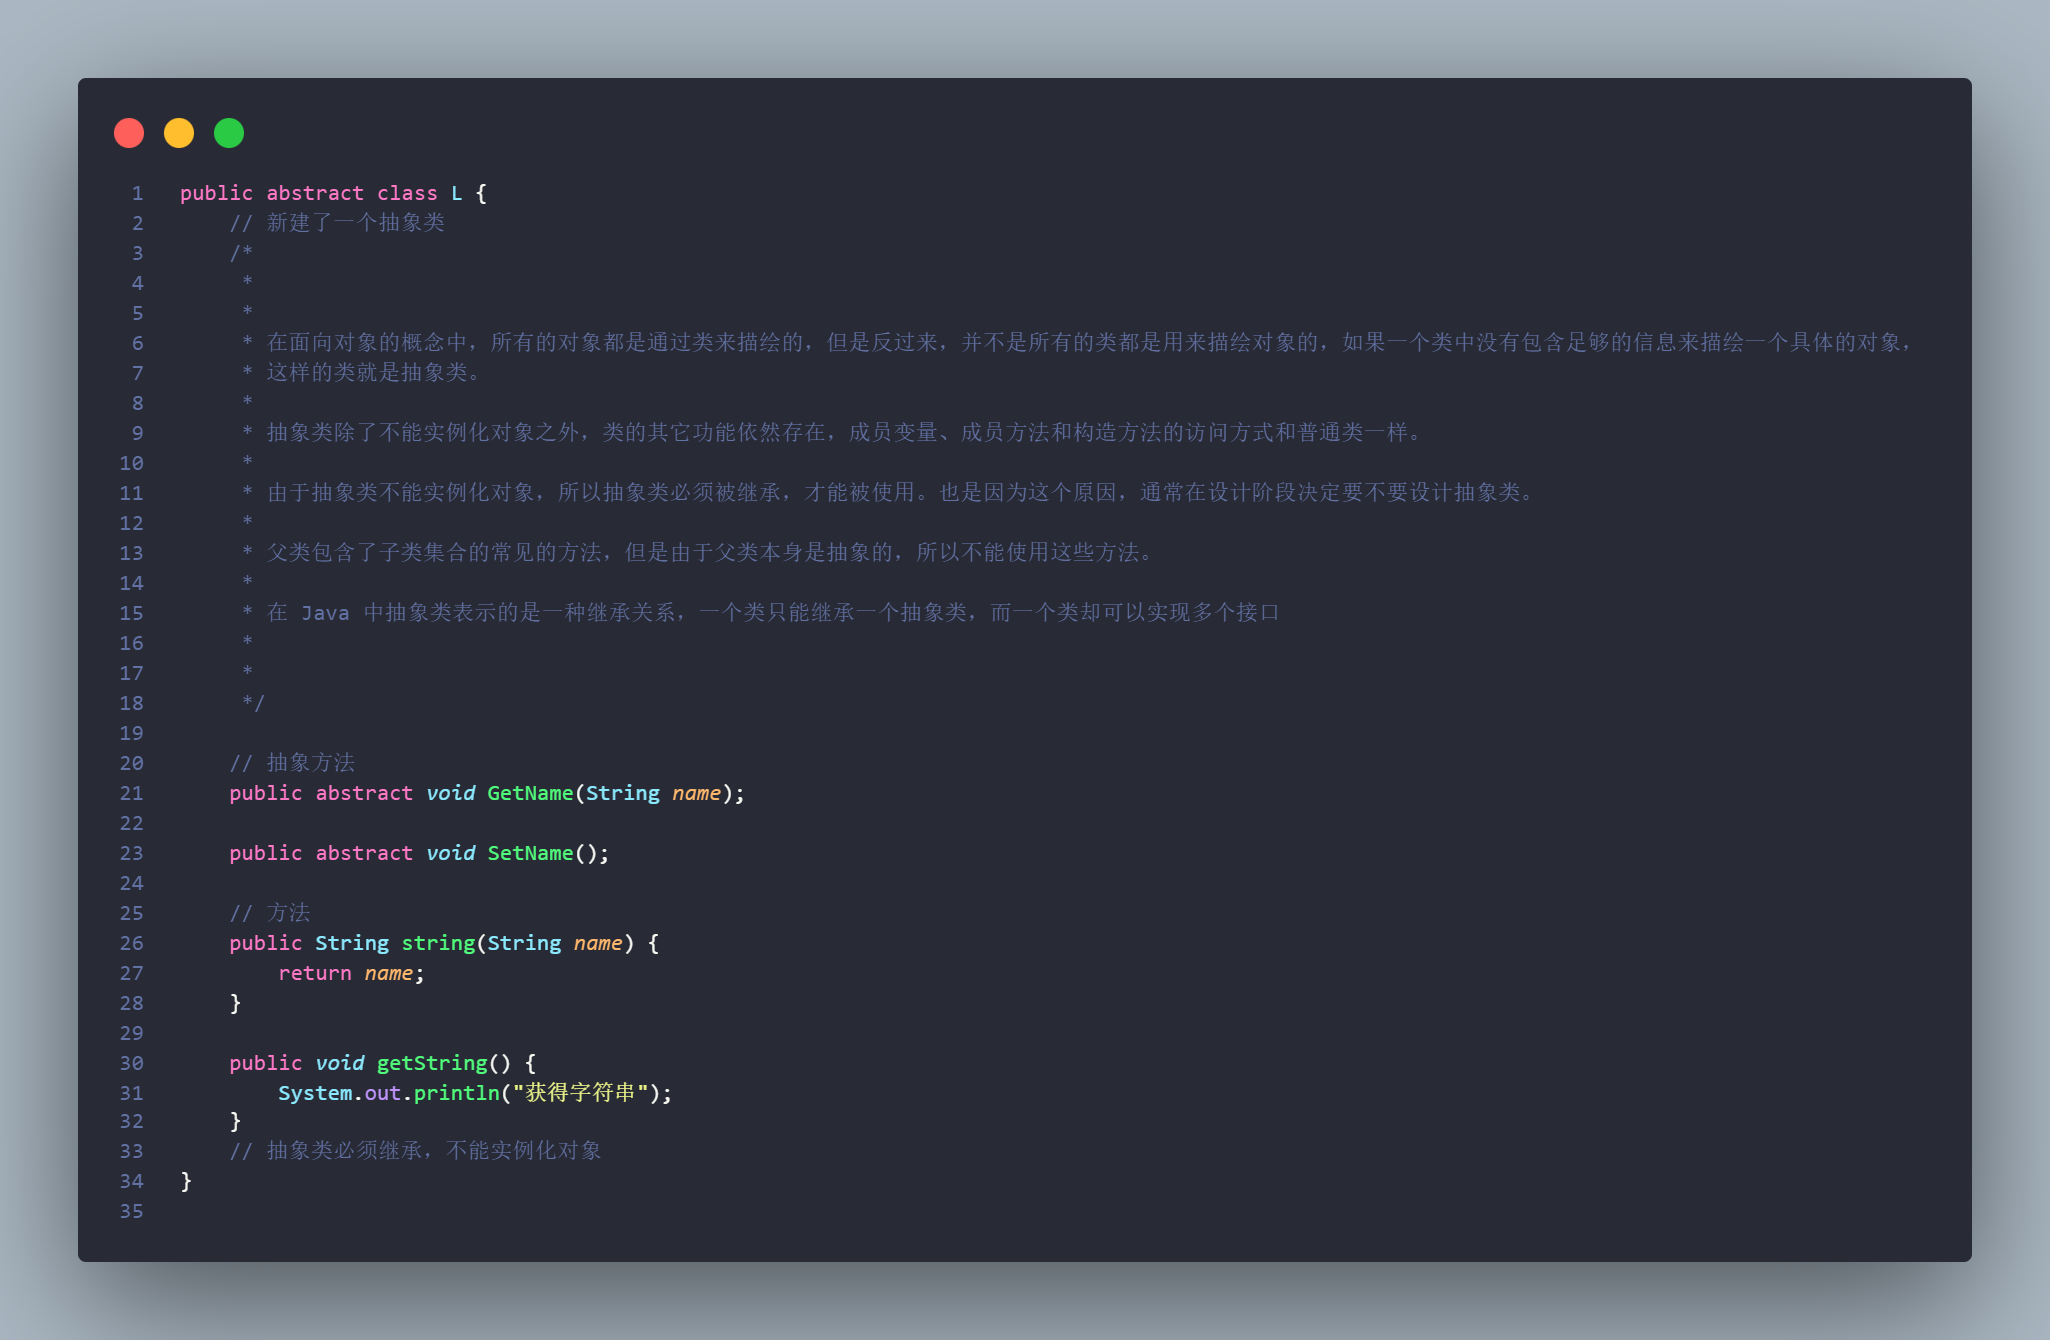 1 public abstract class L {
2 // 新建了一个抽象类
3 /*
4 *
5 *
6 * 在面向对象的概念中，所有的对象都是通过类来描绘的，但是反过来，并不是所有的类都是用来描绘对象的，如果一个类中没有包含足够的信息来描绘一个具体的对象，
7 * 这样的类就是抽象类。
8 *
9 * 抽象类除了不能实例化对象之外，类的其它功能依然存在，成员变量、成员方法和构造方法的访问方式和普通类一样。
10 *
11 * 由于抽象类不能实例化对象，所以抽象类必须被继承，才能被使用。也是因为这个原因，通常在设计阶段决定要不要设计抽象类。
12 *
13 * 父类包含了子类集合的常见的方法，但是由于父类本身是抽象的，所以不能使用这些方法。
14 *
15 * 在 Java 中抽象类表示的是一种继承关系，一个类只能继承一个抽象类，而一个类却可以实现多个接口
16 *
17 *
18 */
19
20 // 抽象方法
21 public abstract void GetName(String name);
22
23 public abstract void SetName();
24
25 // 方法
26 public String string(String name) {
27 return name;
28 }
29
30 public void getString() {
31 System.out.println("获得字符串");
32 }
33 // 抽象类必须继承，不能实例化对象
34 }
35